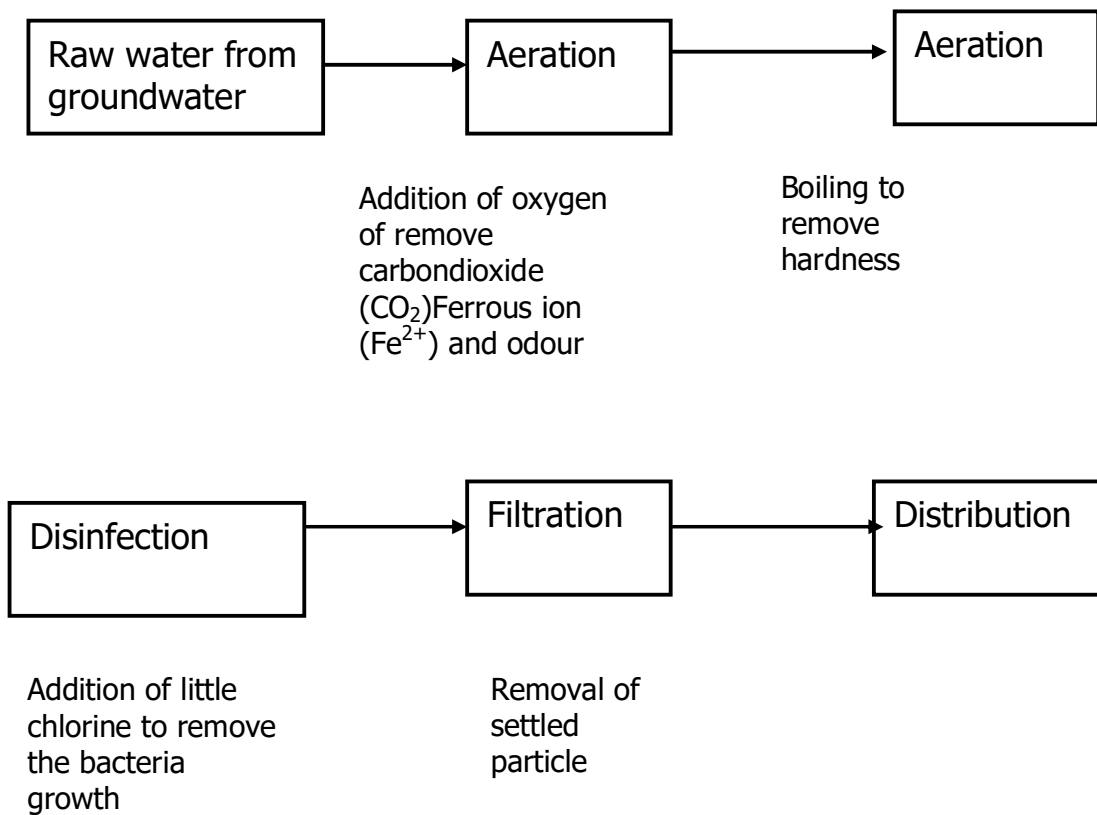 Raw water from
groundwater
Aeration
Aeration
Addition of oxygen
of remove
carbondioxide
(CO₂)Ferrous ion
(Fe²⁺) and odour
Boiling to
remove
hardness
Disinfection
Filtration
Distribution
Addition of little
chlorine to remove
the bacteria
growth
Removal of
settled
particle